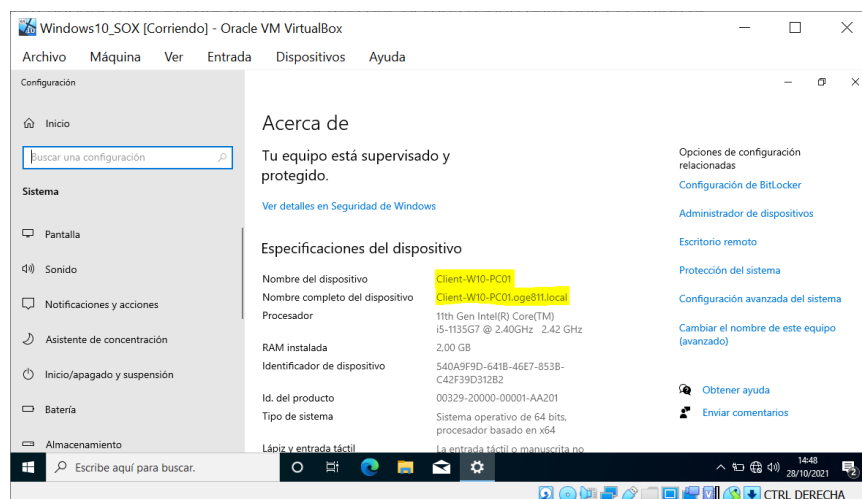 Windows10_SOX [Corriendo] - Oracle VM VirtualBox
Archivo Máquina Ver Entrada Dispositivos Ayuda
Configuración
Inicio
Buscar una configuración
Sistema
Pantalla
Sonido
Notificaciones y acciones
Asistente de concentración
Inicio/apagado y suspensión
Batería
Almacenamiento
Acerca de
Tu equipo está supervisado y
protegido.
Ver detalles en Seguridad de Windows
Especificaciones del dispositivo
Nombre del dispositivo Client-W10-PC01
Nombre completo del dispositivo Client-W10-PC01.oge811.local
Procesador 11th Gen Intel(R) Core(TM)
i5-1135G7 @ 2.40GHz 2.42 GHz
RAM instalada 2,00 GB
Identificador de dispositivo 540A9F9D-641B-46E7-853B-
C42F39D312B2
Id. del producto 00329-20000-00001-AA201
Tipo de sistema Sistema operativo de 64 bits,
procesador basado en x64
Lápiz y entrada táctil La entrada táctil o manuscrita no
Opciones de configuración
relacionadas
Configuración de BitLocker
Administrador de dispositivos
Escritorio remoto
Protección del sistema
Configuración avanzada del sistema
Cambiar el nombre de este equipo
(avanzado)
Obtener ayuda
Enviar comentarios
Escribe aquí para buscar.
14:48
28/10/2021
2
CTRL DERECHA